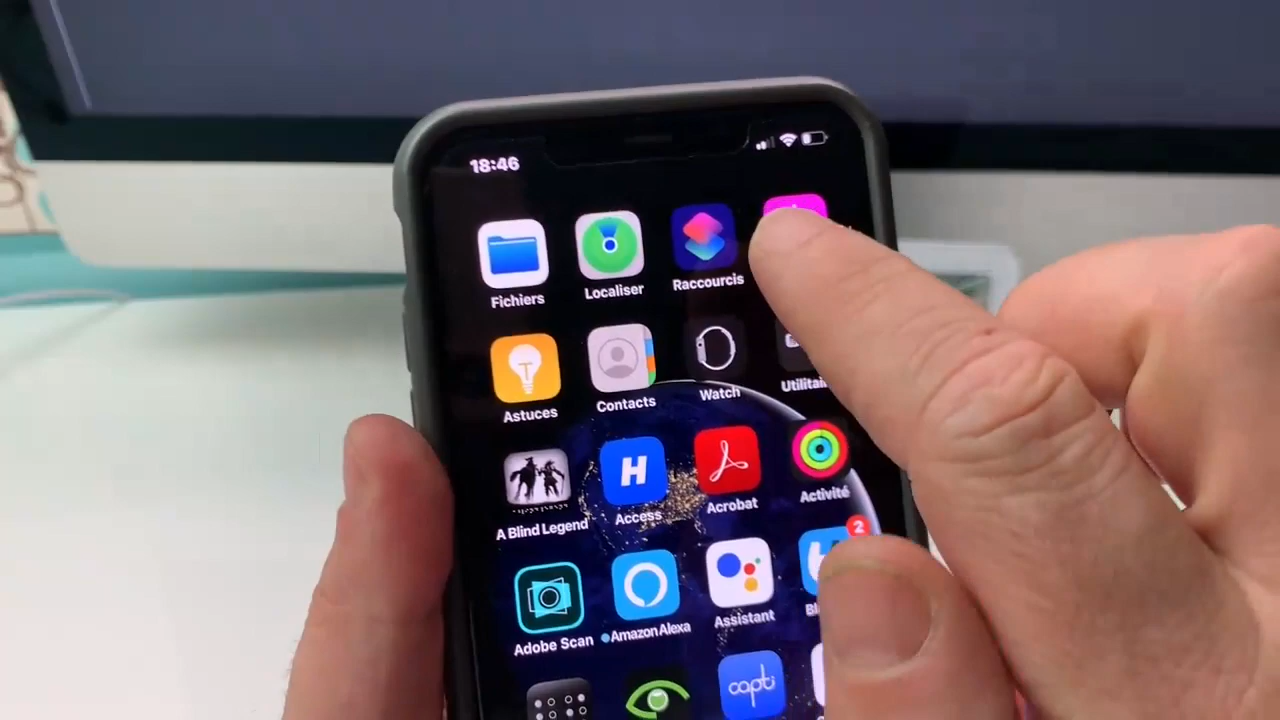 18:46
Fichiers
Localiser
Raccourcis
Astuces
Contacts
Watch
A Blind Legend
Access
Acrobat
Activité
2
Adobe Scan
Amazon Alexa
Assistant
capti